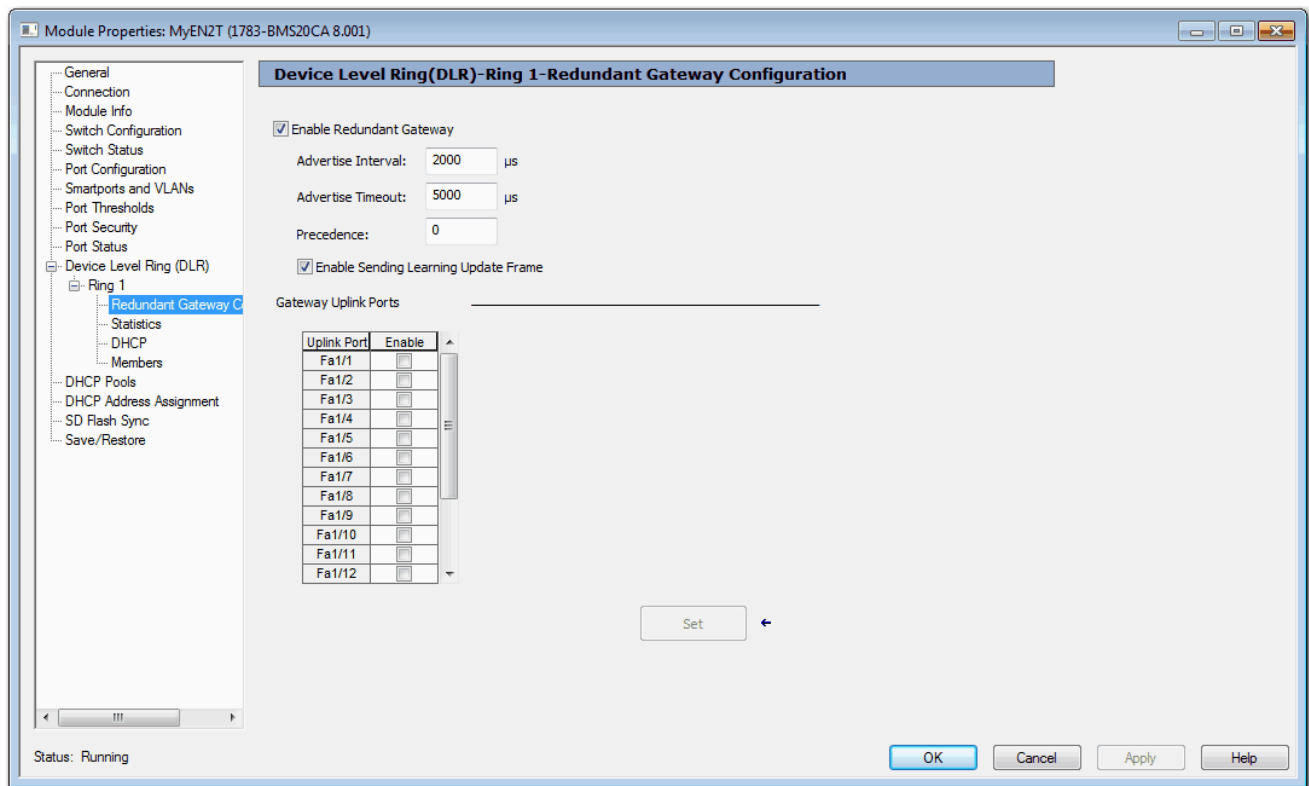 Module Properties: MyEN2T (1783-BMS20CA 8.001)
General
Connection
Module Info
Switch Configuration
Switch Status
Port Configuration
Smartports and VLANs
Port Thresholds
Port Security
Port Status
Device Level Ring (DLR)
Ring 1
Redundant Gateway C
Statistics
DHCP
Members
DHCP Pools
DHCP Address Assignment
SD Flash Sync
Save/Restore
Device Level Ring(DLR)-Ring 1-Redundant Gateway Configuration
Enable Redundant Gateway
Advertise Interval: 2000 µs
Advertise Timeout: 5000 µs
Precedence: 0
Enable Sending Learning Update Frame
Gateway Uplink Ports
Uplink Port Enable
Fa1/1
Fa1/2
Fa1/3
Fa1/4
Fa1/5
Fa1/6
Fa1/7
Fa1/8
Fa1/9
Fa1/10
Fa1/11
Fa1/12
Set
Status: Running
OK Cancel Apply Help